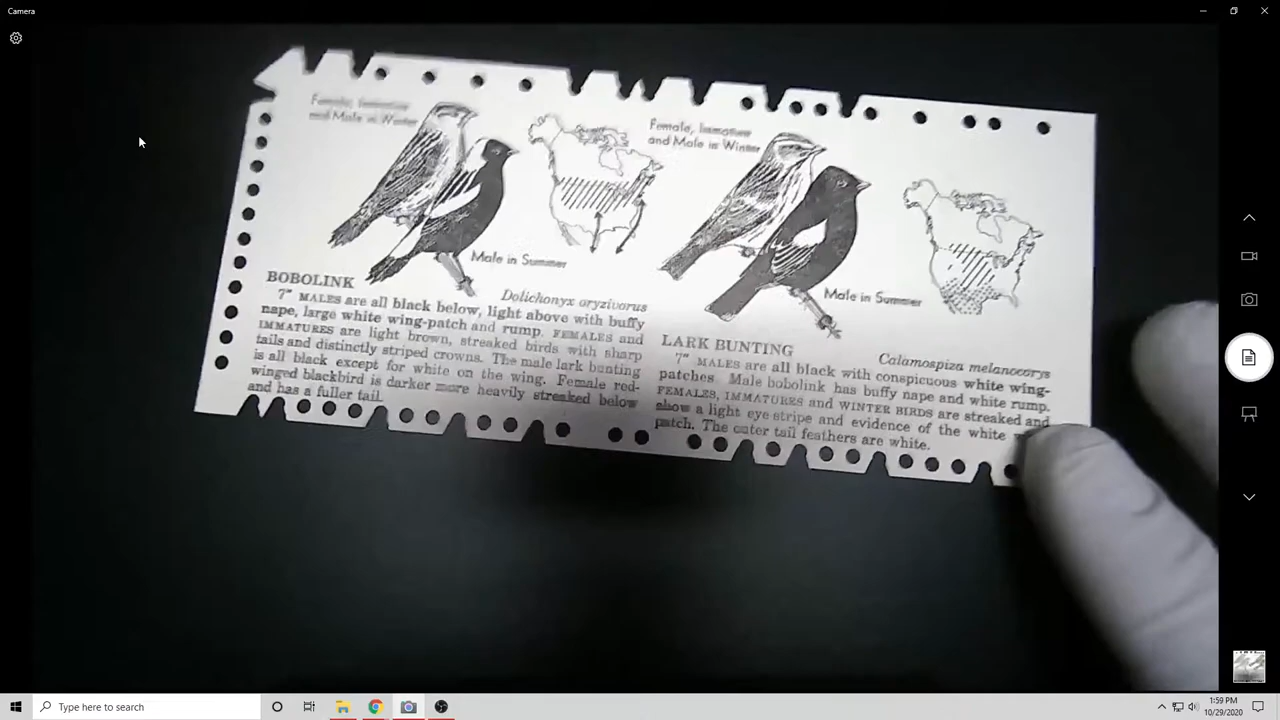 Camera
Female, Immature
and Male in Winter
Male in Summer
BOBOLINK
Dolichonyx oryzivorus
7" MALES are all black below, light above with buffy
nape, large white wing-patch and rump. FEMALES and
IMMATURES are light brown, streaked birds with sharp
tails and distinctly striped crowns. The male lark bunting
is all black except for white on the wing. Female red-
winged blackbird is darker more heavily streaked below
and has a fuller tail.
Female, Immature
and Male in Winter
Male in Summer
LARK BUNTING
Calamospiza melanocorys
7" MALES are all black with conspicuous white wing-
patches. Male bobolink has buffy nape and white rump.
FEMALES, IMMATURES and WINTER BIRDS are streaked and
show a light eye stripe and evidence of the white
patch. The outer tail feathers are white.
Type here to search
1:59 PM
10/29/2020